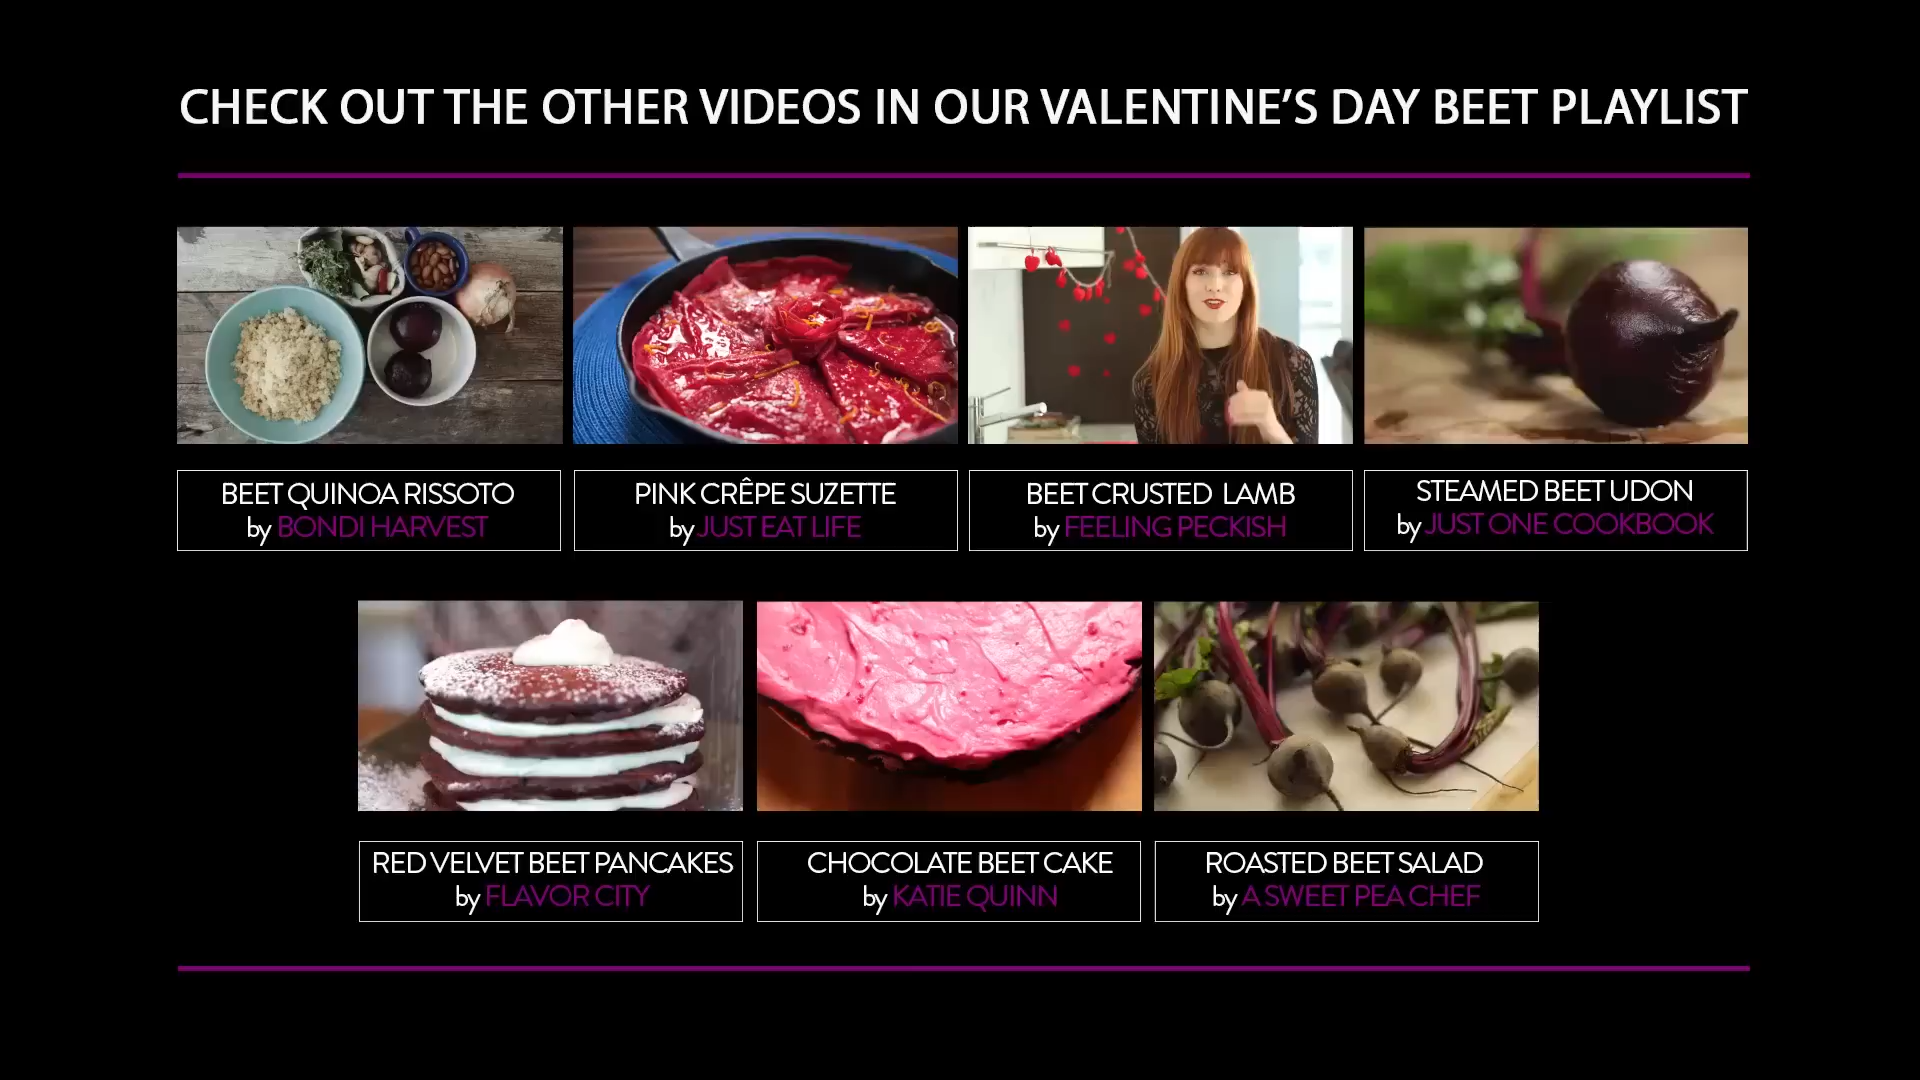 CHECK OUT THE OTHER VIDEOS IN OUR VALENTINE'S DAY BEET PLAYLIST
BEET QUINOA RISSOTO
by BONDI HARVEST
PINK CRÊPE SUZETTE
by JUST EAT LIFE
BEET CRUSTED LAMB
by FEELING PECKISH
STEAMED BEET UDON
by JUST ONE COOKBOOK
RED VELVET BEET PANCAKES
by FLAVOR CITY
CHOCOLATE BEET CAKE
by KATIE QUINN
ROASTED BEET SALAD
by A SWEET PEA CHEF